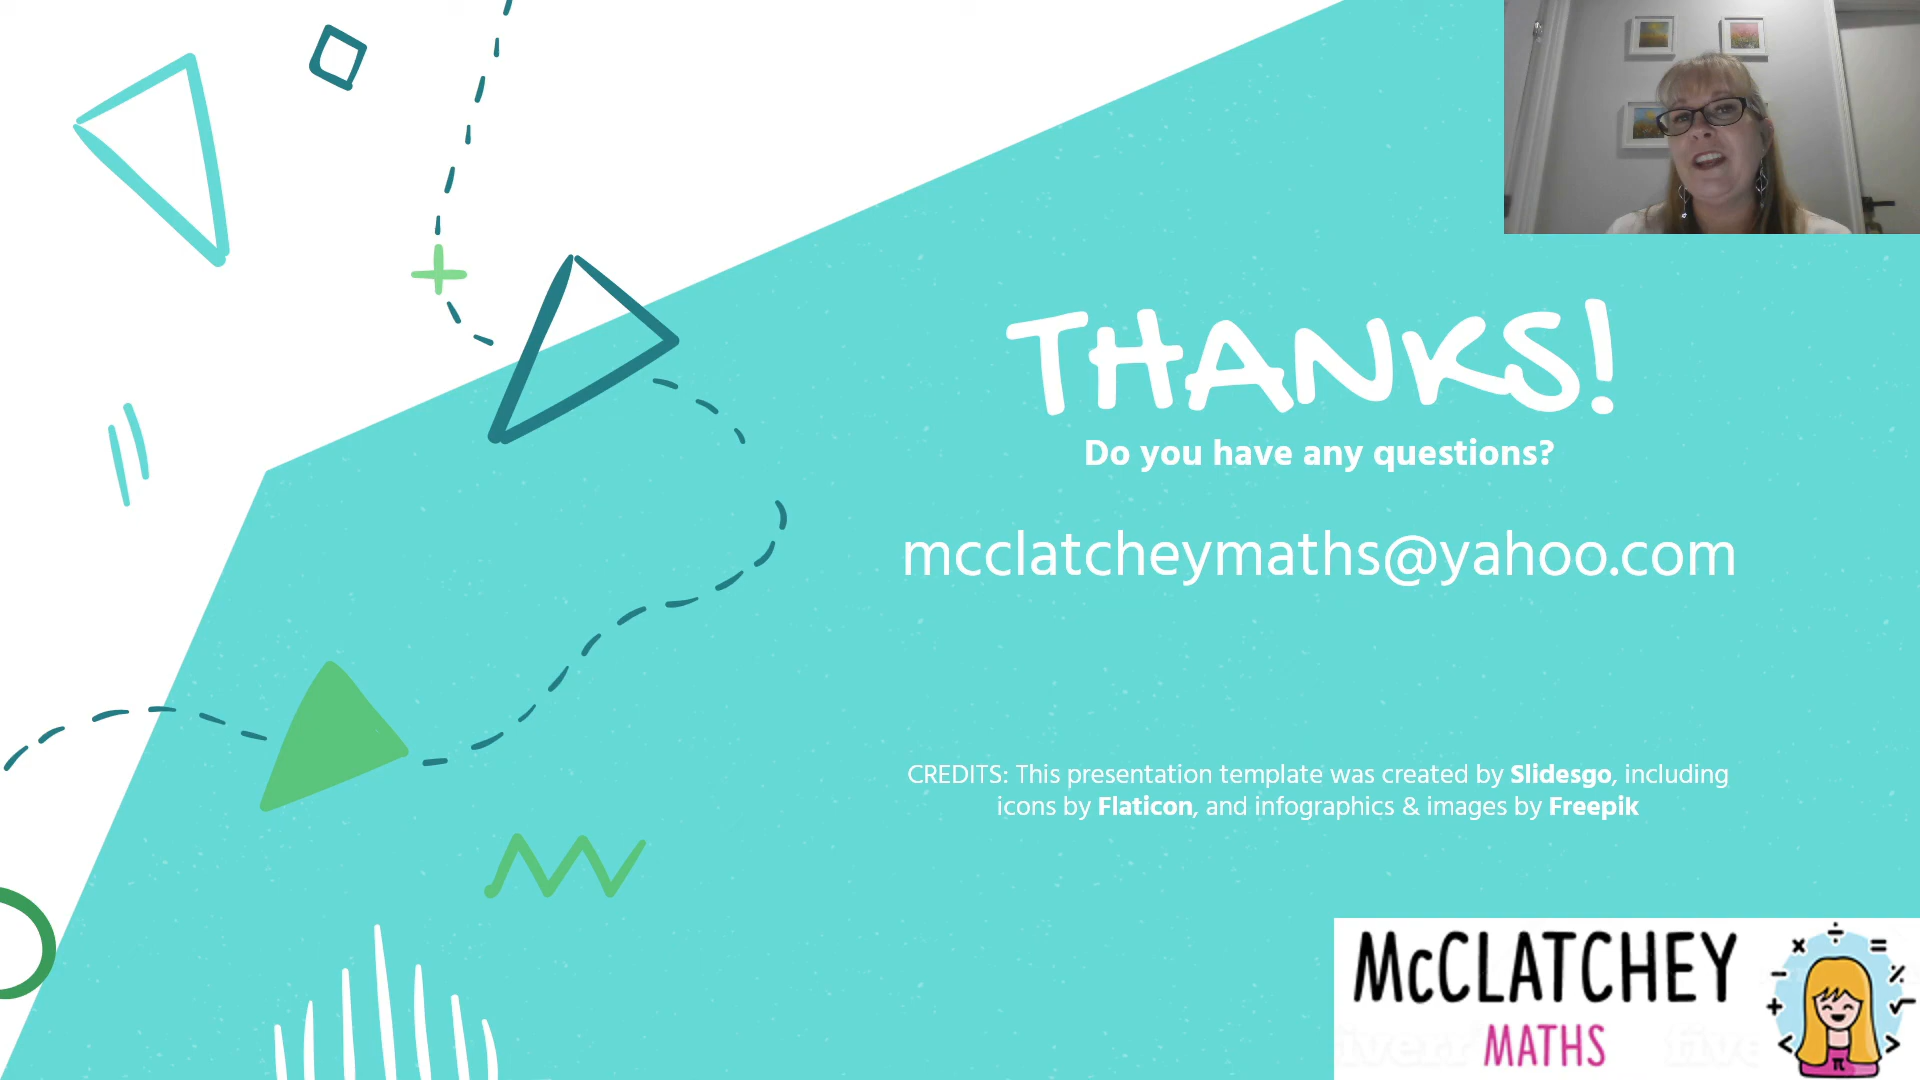 THANKS!
Do you have any questions?
mcclatcheymaths@yahoo.com
CREDITS: This presentation template was created by Slidesgo, including
icons by Flaticon, and infographics & images by Freepik
McCLATCHEY
MATHS